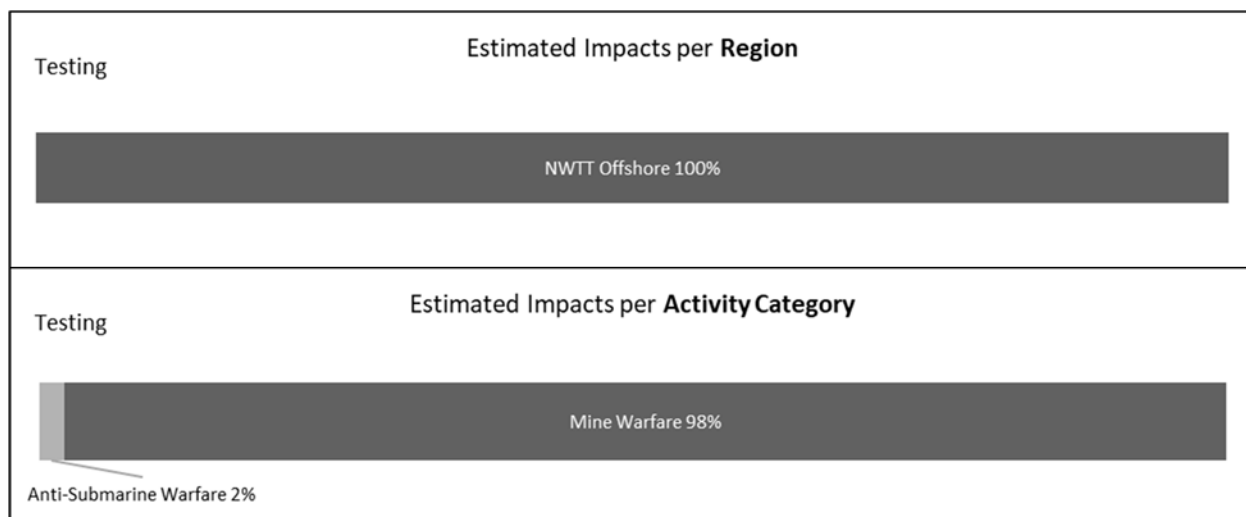 Estimated Impacts per Region
Testing
NWTT Offshore 100%
Estimated Impacts per Activity Category
Testing
Mine Warfare 98%
Anti-Submarine Warfare 2%